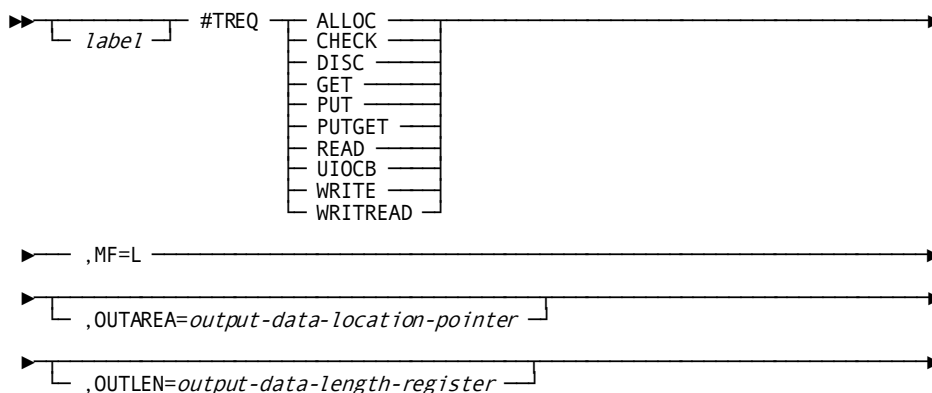 label #TREQ ALLOC
CHECK
DISC
GET
PUT
PUTGET
READ
UIOCB
WRITE
WRITREAD
,MF=L
,OUTAREA=output-data-location-pointer
,OUTLEN=output-data-length-register